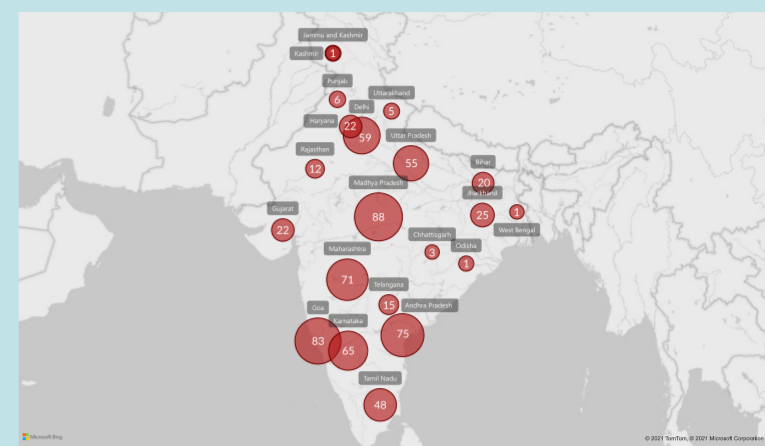 Jammu and Kashmir
Kashmir
1
Punjab
6
Uttarakhand
5
Delhi
Haryana
22
59
Uttar Pradesh
55
Rajasthan
12
Bihar
20
Madhya Pradesh
88
Jharkhand
25
1
West Bengal
Gujarat
22
Chhattisgarh
3
Odisha
1
Maharashtra
71
Telangana
15
Andhra Pradesh
75
Goa
83
Karnataka
65
Tamil Nadu
48
Microsoft Bing
© 2021 TomTom, © 2021 Microsoft Corporation